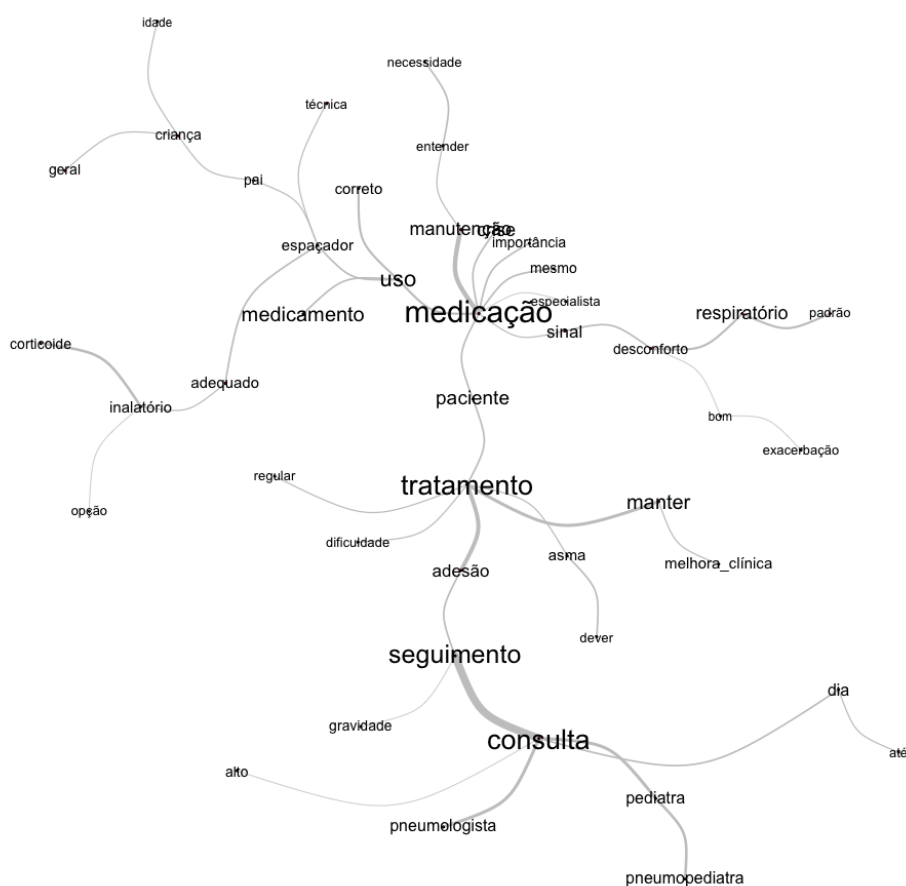 idade
necessidade
técnica
criança
entender
geral
pai
correto
manutenção
crise
importância
espaçador
mesmo
uso
especialista
medicamento
medicação
respiratório
padrão
sinal
corticoide
desconforto
adequado
paciente
inalatório
bom
exacerbação
regular
tratamento
manter
opção
dificuldade
asma
melhora_clínica
adesão
dever
seguimento
dia
gravidade
consulta
até
alto
pediatra
pneumologista
pneumopediatra